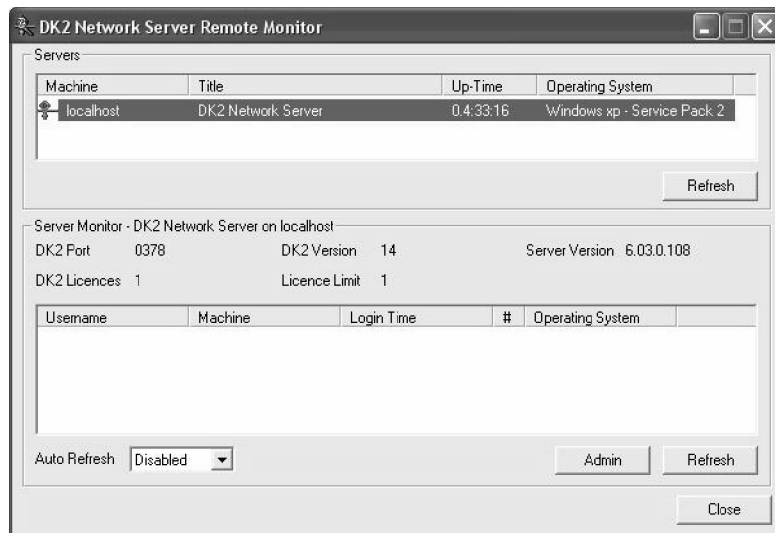 DK2 Network Server Remote Monitor
Servers
Machine Title Up-Time Operating System
localhost DK2 Network Server 0.4:33:16 Windows xp - Service Pack 2
Refresh
Server Monitor - DK2 Network Server on localhost
DK2 Port 0378 DK2 Version 14 Server Version 6.03.0.108
DK2 Licences 1 Licence Limit 1
Username Machine Login Time # Operating System
Auto Refresh Disabled Admin Refresh
Close